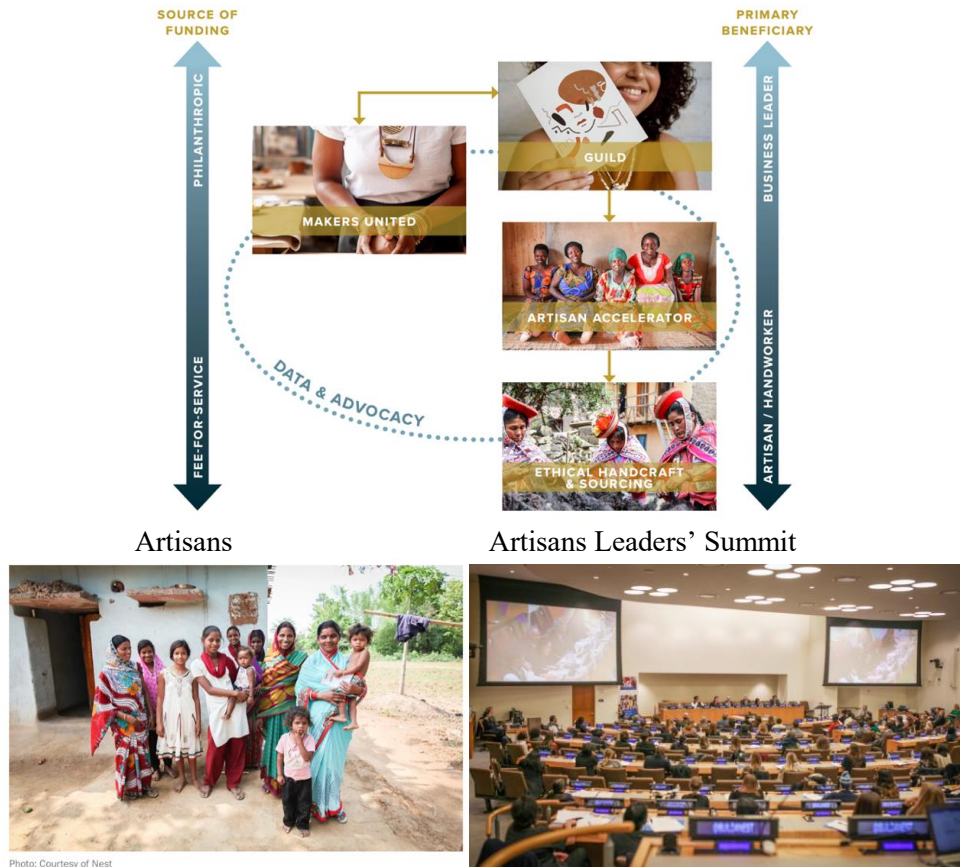 SOURCE OF
FUNDING
PRIMARY
BENEFICIARY
PHILANTHROPIC
FEE-FOR-SERVICE
BUSINESS LEADER
ARTISAN / HANDWORKER
GUILD
MAKERS UNITED
ARTISAN ACCELERATOR
DATA & ADVOCACY
ETHICAL HANDCRAFT
& SOURCING
Artisans
Artisans Leaders’ Summit
Photo: Courtesy of Nest